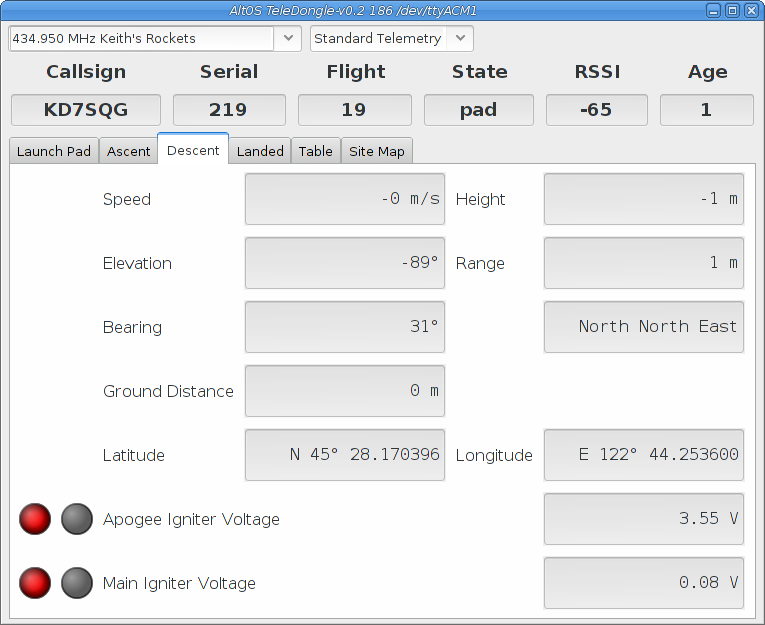 AltOS TeleDongle-v0.2 186 /dev/ttyACM1
434.950 MHz Keith's Rockets Standard Telemetry
Callsign Serial Flight State RSSI Age
KD7SQG 219 19 pad -65 1
Launch Pad Ascent Descent Landed Table Site Map
Speed -0 m/s Height -1 m
Elevation -89° Range 1 m
Bearing 31° North North East
Ground Distance 0 m
Latitude N 45° 28.170396 Longitude E 122° 44.253600
Apogee Igniter Voltage 3.55 V
Main Igniter Voltage 0.08 V